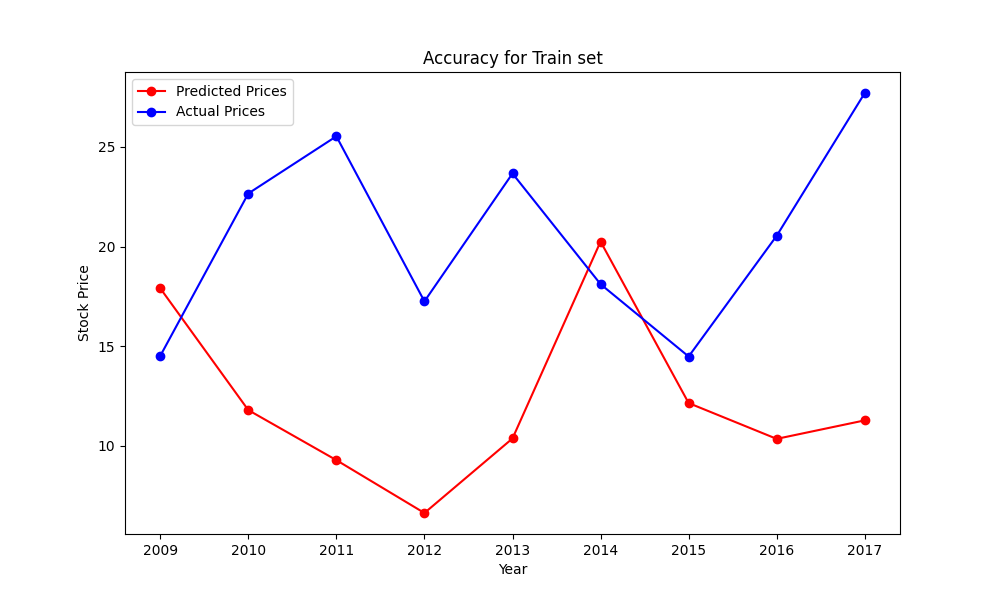 Accuracy for Train set
Predicted Prices
Actual Prices
Stock Price
25
20
15
10
2009 2010 2011 2012 2013 2014 2015 2016 2017
Year